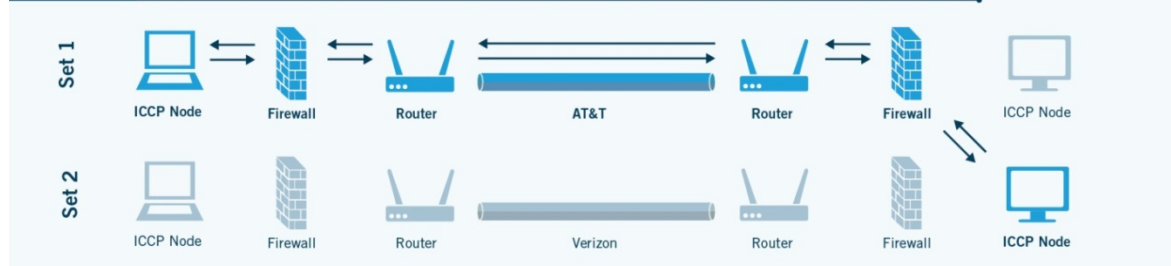 Set 1
ICCP Node Firewall Router AT&T Router Firewall ICCP Node
Set 2
ICCP Node Firewall Router Verizon Router Firewall ICCP Node